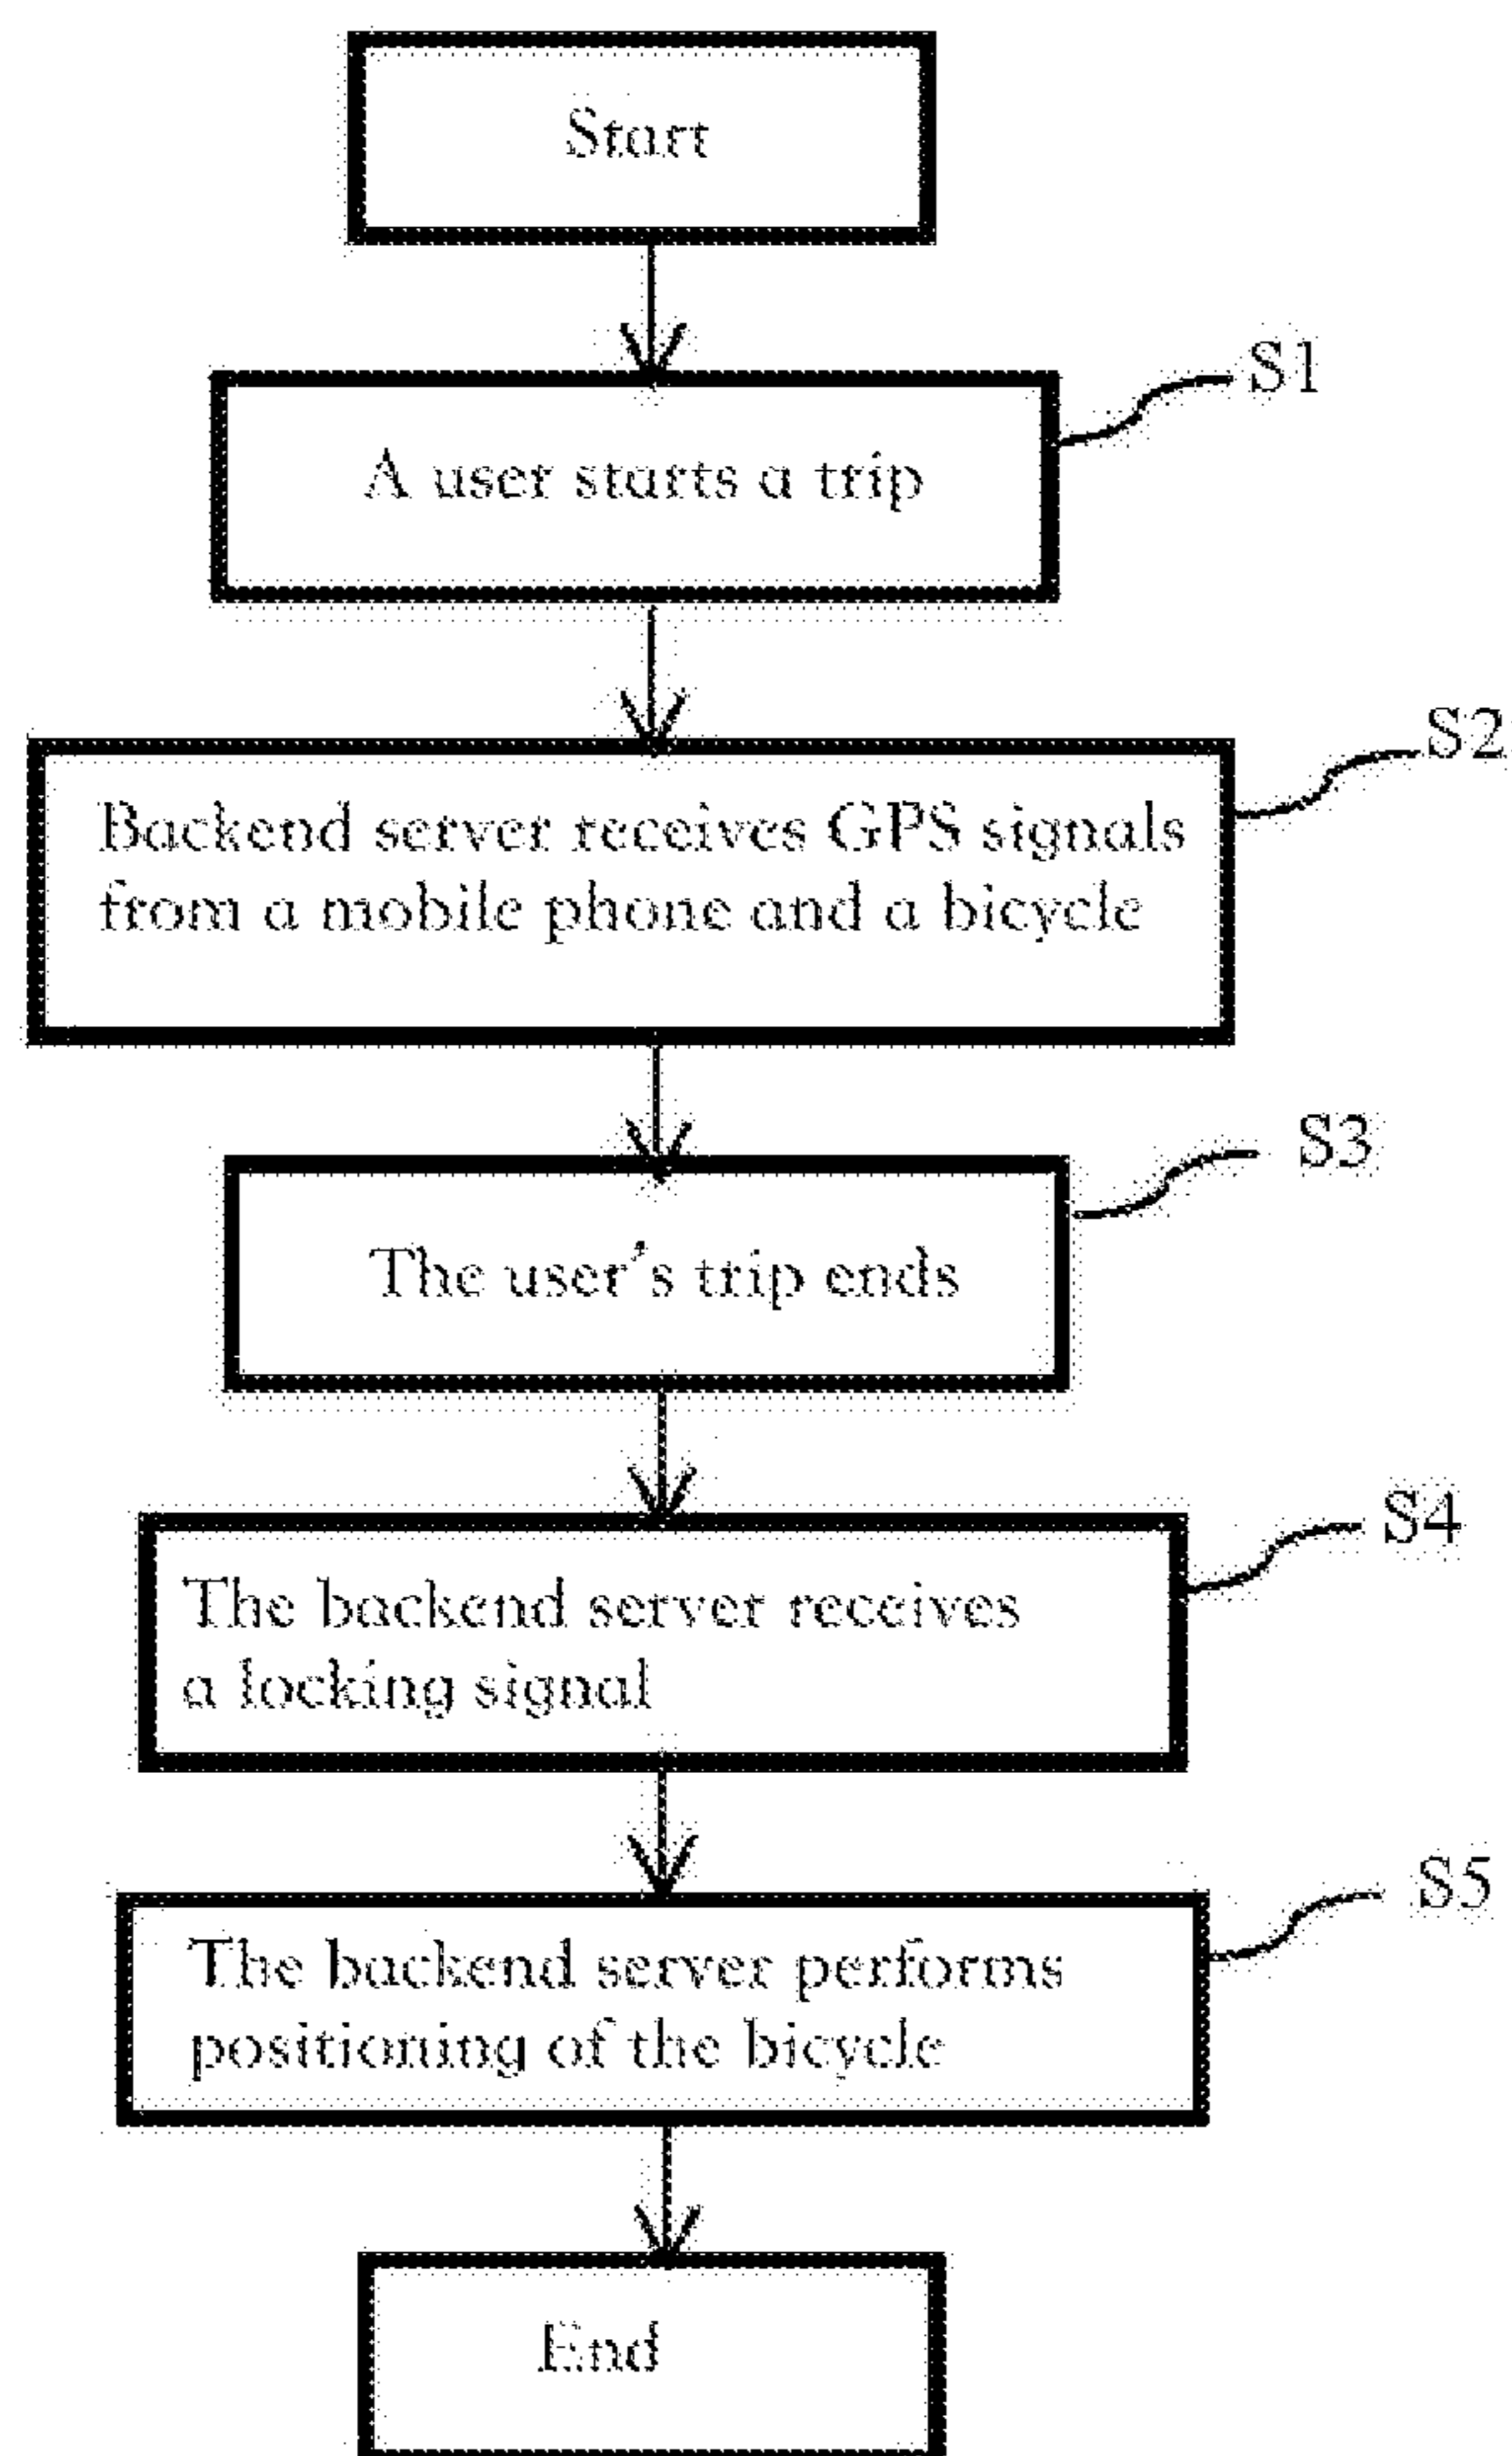 Start
S1
A user starts a trip
S2
Backend server receives GPS signals
from a mobile phone and a bicycle
S3
The user's trip ends
S4
The backend server receives
a locking signal
S5
The backend server performs
positioning of the bicycle
End